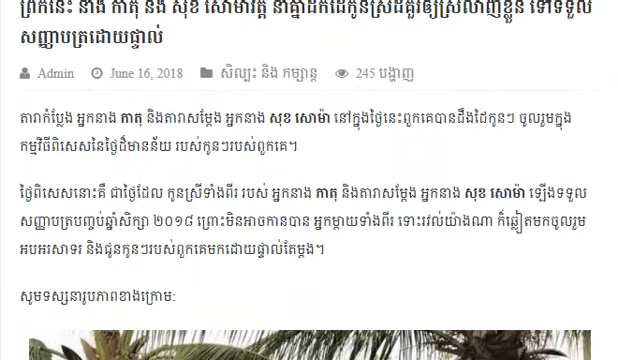 ព្រឹកនេះ នាង កាតុ និង សុខ សោម៉ាវត្តី នាំគ្នាដឹកដៃកូនស្រីដ៏គួរឲ្យស្រលាញ់ខ្លួន ទៅទទួល
សញ្ញាបត្រដោយផ្ទាល់
Admin June 16, 2018 សិល្បះ និង កម្សាន្ត 245 បង្ហាញ
តារាកំប្លែង អ្នកនាង កាតុ និងតារាសម្តែង អ្នកនាង សុខ សោម៉ា នៅក្នុងថ្ងៃនេះពួកគេបានដឹងដៃកូនៗ ចូលរួមក្នុង
កម្មវិធីពិសេសនៃថ្ងៃដ៏មានន័យ របស់កូនៗរបស់ពួកគេ។
ថ្ងៃពិសេសនោះគឺ ជាថ្ងៃដែល កូនស្រីទាំងពីរ របស់ អ្នកនាង កាតុ និងតារាសម្តែង អ្នកនាង សុខ សោម៉ា ឡើងទទួល
សញ្ញាបត្របញ្ចប់ឆ្នាំសិក្សា ២០១៨ ព្រោះមិនអាចកានបាន អ្នកម្តាយទាំងពីរ ទោះរវល់យ៉ាងណា ក៏ឆ្លៀតមកចូលរួម
អបអរសាទរ និងជូនកូនៗរបស់ពួកគេមកដោយផ្ទាល់តែម្តង។
សូមទស្សនារូបភាពខាងក្រោម: